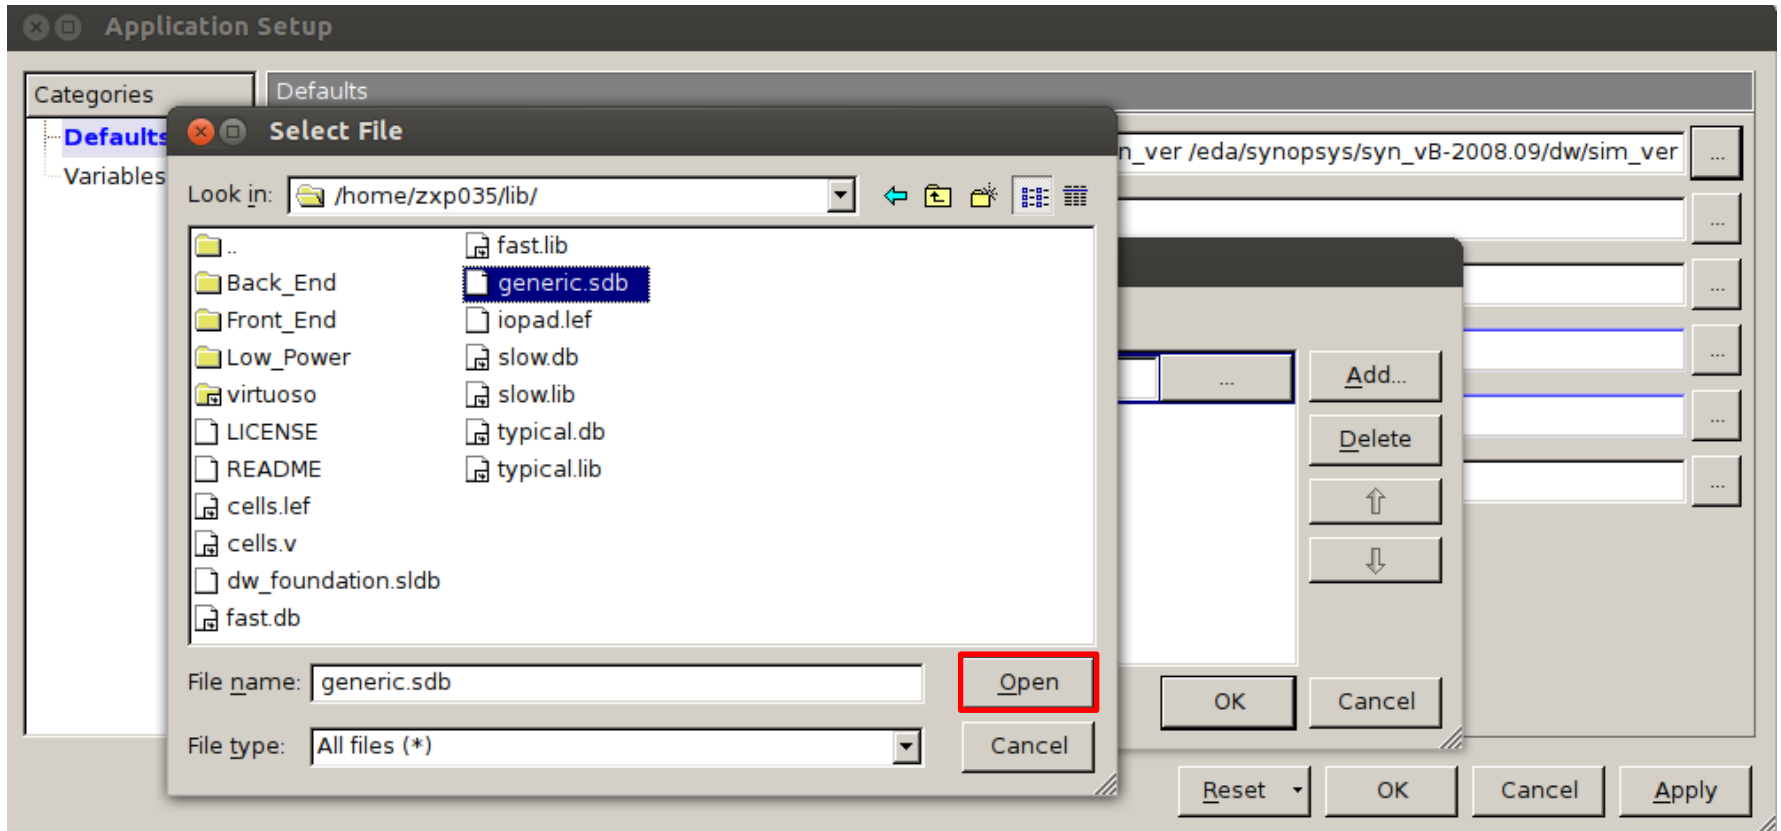 Application Setup
Categories
Defaults
Defaults
Variables
n_ver /eda/synopsys/syn_vB-2008.09/dw/sim_ver
...
...
...
...
...
...
Select File
Look in: /home/zxp035/lib/
..
Back_End
Front_End
Low_Power
virtuoso
LICENSE
README
cells.lef
cells.v
dw_foundation.sldb
fast.db
fast.lib
generic.sdb
iopad.lef
slow.db
slow.lib
typical.db
typical.lib
File name: generic.sdb
Open
File type: All files (*)
Cancel
...
Add...
Delete
OK
Cancel
Reset
OK
Cancel
Apply